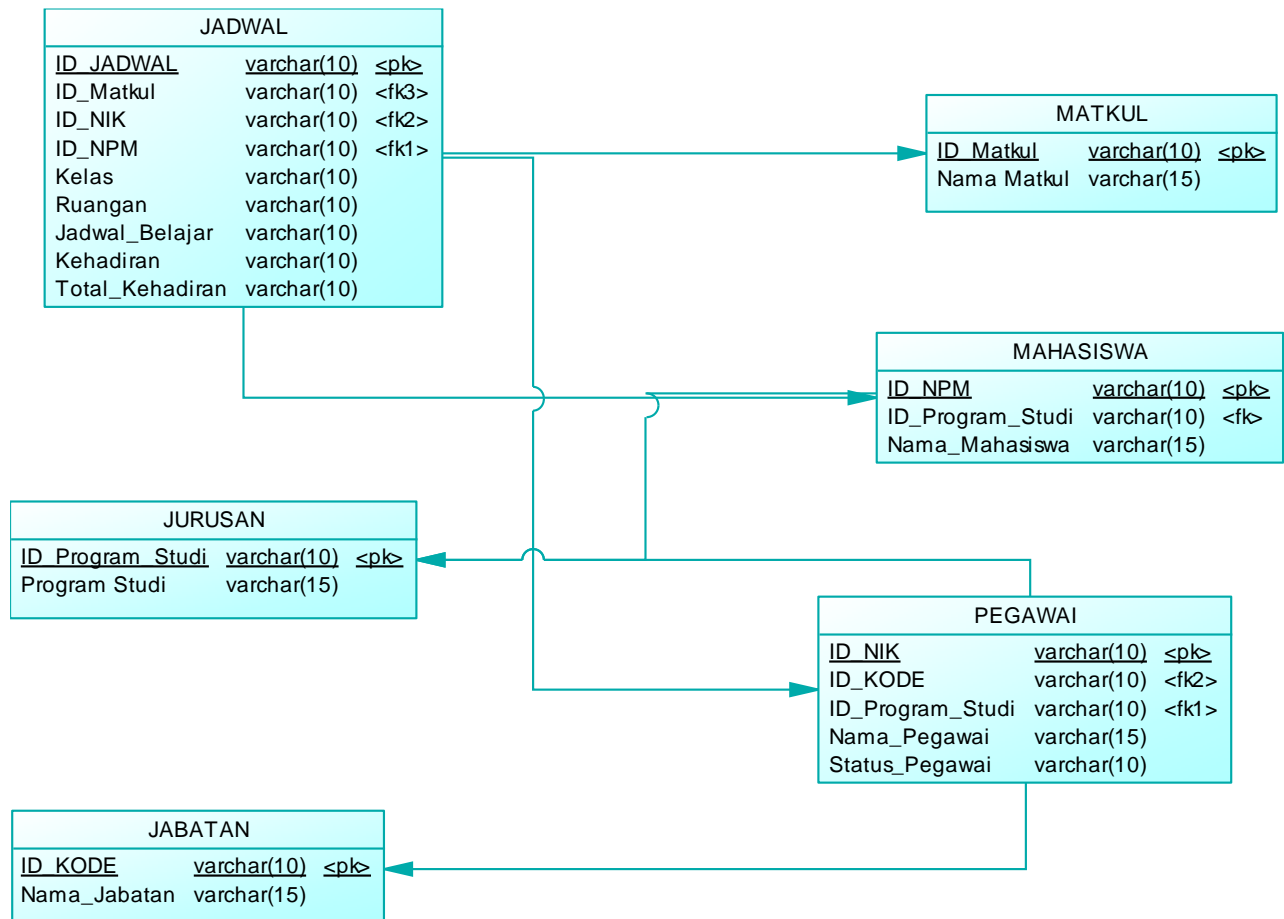 JADWAL
ID_JADWAL varchar(10) <pk>
ID_Matkul varchar(10) <fk3>
ID_NIK varchar(10) <fk2>
ID_NPM varchar(10) <fk1>
Kelas varchar(10)
Ruangan varchar(10)
Jadwal_Belajar varchar(10)
Kehadiran varchar(10)
Total_Kehadiran varchar(10)
MATKUL
ID_Matkul varchar(10) <pk>
Nama Matkul varchar(15)
MAHASISWA
ID_NPM varchar(10) <pk>
ID_Program_Studi varchar(10) <fk>
Nama_Mahasiswa varchar(15)
JURUSAN
ID_Program_Studi varchar(10) <pk>
Program Studi varchar(15)
PEGAWAI
ID_NIK varchar(10) <pk>
ID_KODE varchar(10) <fk2>
ID_Program_Studi varchar(10) <fk1>
Nama_Pegawai varchar(15)
Status_Pegawai varchar(10)
JABATAN
ID_KODE varchar(10) <pk>
Nama_Jabatan varchar(15)